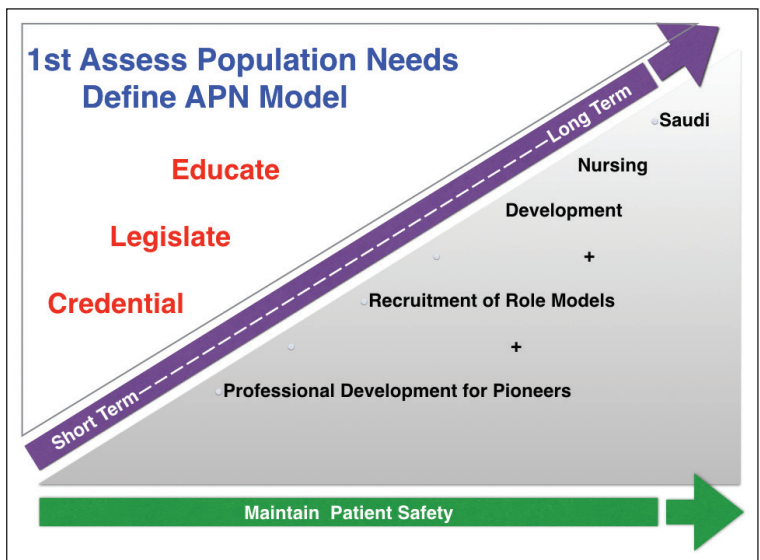 1st Assess Population Needs
Define APN Model
Educate
Legislate
Credential
Short Term
Long Term
Saudi
Nursing
Development
+
Recruitment of Role Models
+
Professional Development for Pioneers
Maintain Patient Safety